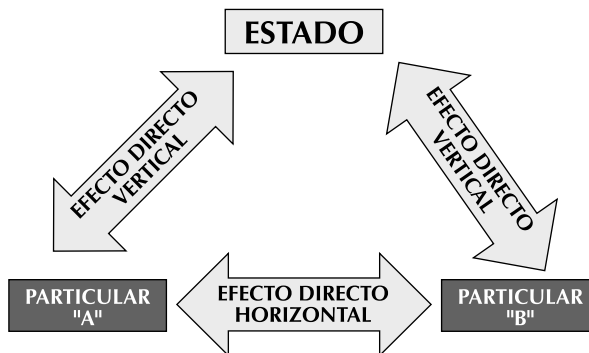 ESTADO
EFECTO DIRECTO
VERTICAL
EFECTO DIRECTO
VERTICAL
PARTICULAR
"A"
EFECTO DIRECTO
HORIZONTAL
PARTICULAR
"B"